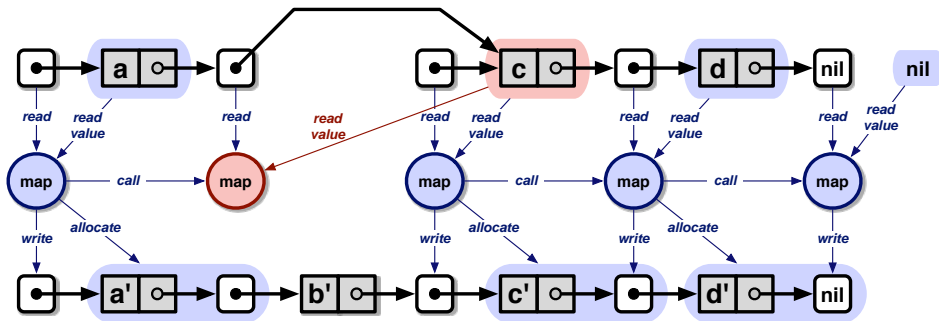 a c d nil nil
read read value read read value read read value read read value
read value
map call map map call map call map
write allocate write allocate write allocate write
a' b' c' d' nil